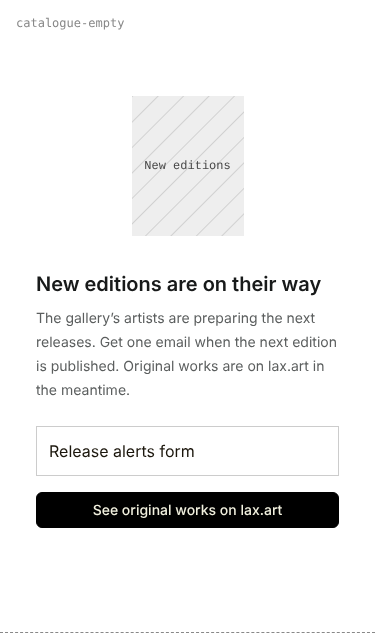 catalogue-empty
New editions
New editions are on their way
The gallery’s artists are preparing the next
releases. Get one email when the next edition
is published. Original works are on lax.art in
the meantime.
Release alerts form
See original works on lax.art